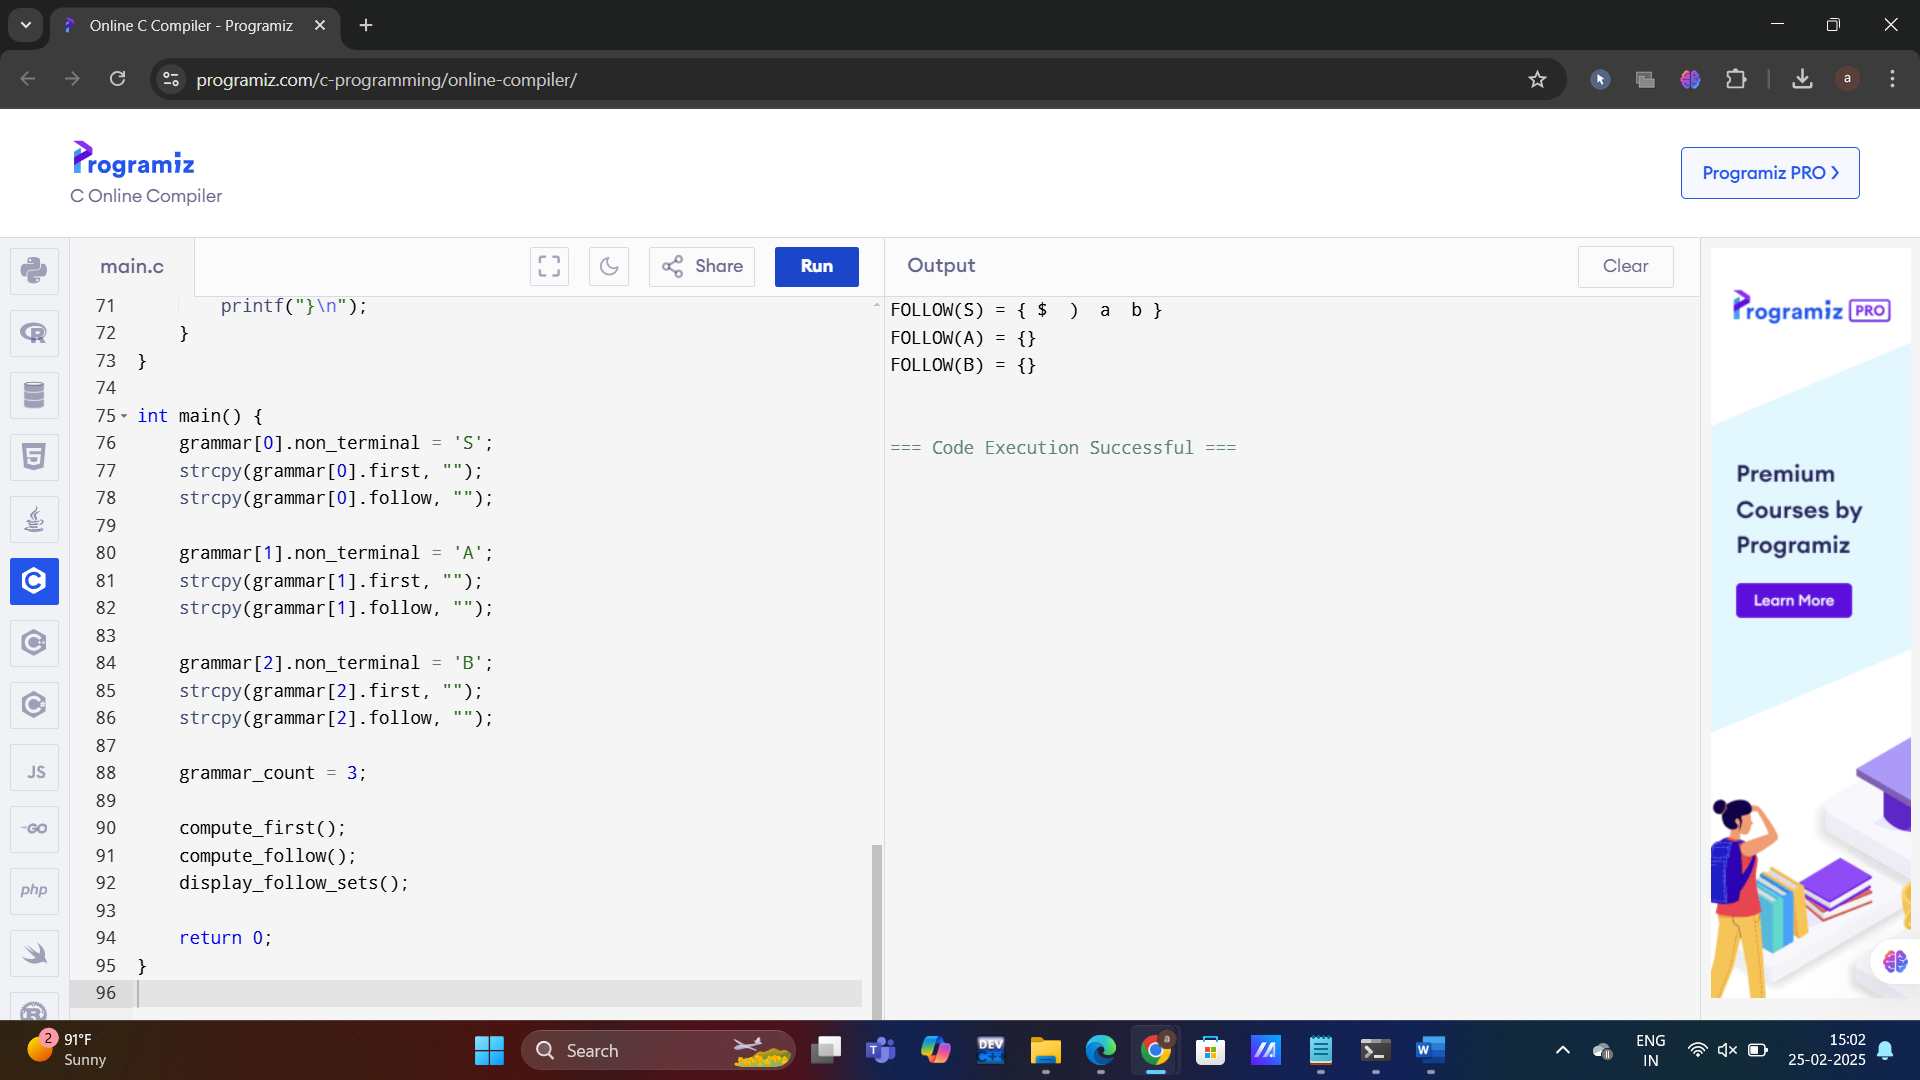 Online C Compiler - Programiz
programiz.com/c-programming/online-compiler/
a
Programiz
C Online Compiler
Programiz PRO
main.c
Share
Run
Output
Clear
71 printf("}\n");
72 }
73 }
74
75 int main() {
76 grammar[0].non_terminal = 'S';
77 strcpy(grammar[0].first, "");
78 strcpy(grammar[0].follow, "");
79
80 grammar[1].non_terminal = 'A';
81 strcpy(grammar[1].first, "");
82 strcpy(grammar[1].follow, "");
83
84 grammar[2].non_terminal = 'B';
85 strcpy(grammar[2].first, "");
86 strcpy(grammar[2].follow, "");
87
88 grammar_count = 3;
89
90 compute_first();
91 compute_follow();
92 display_follow_sets();
93
94 return 0;
95 }
96
FOLLOW(S) = { $ ) a b }
FOLLOW(A) = {}
FOLLOW(B) = {}
=== Code Execution Successful ===
JS
GO
php
Programiz PRO
Premium
Courses by
Programiz
Learn More
2
91°F
Sunny
Search
DEV
C++
a
W
ENG
IN
15:02
25-02-2025